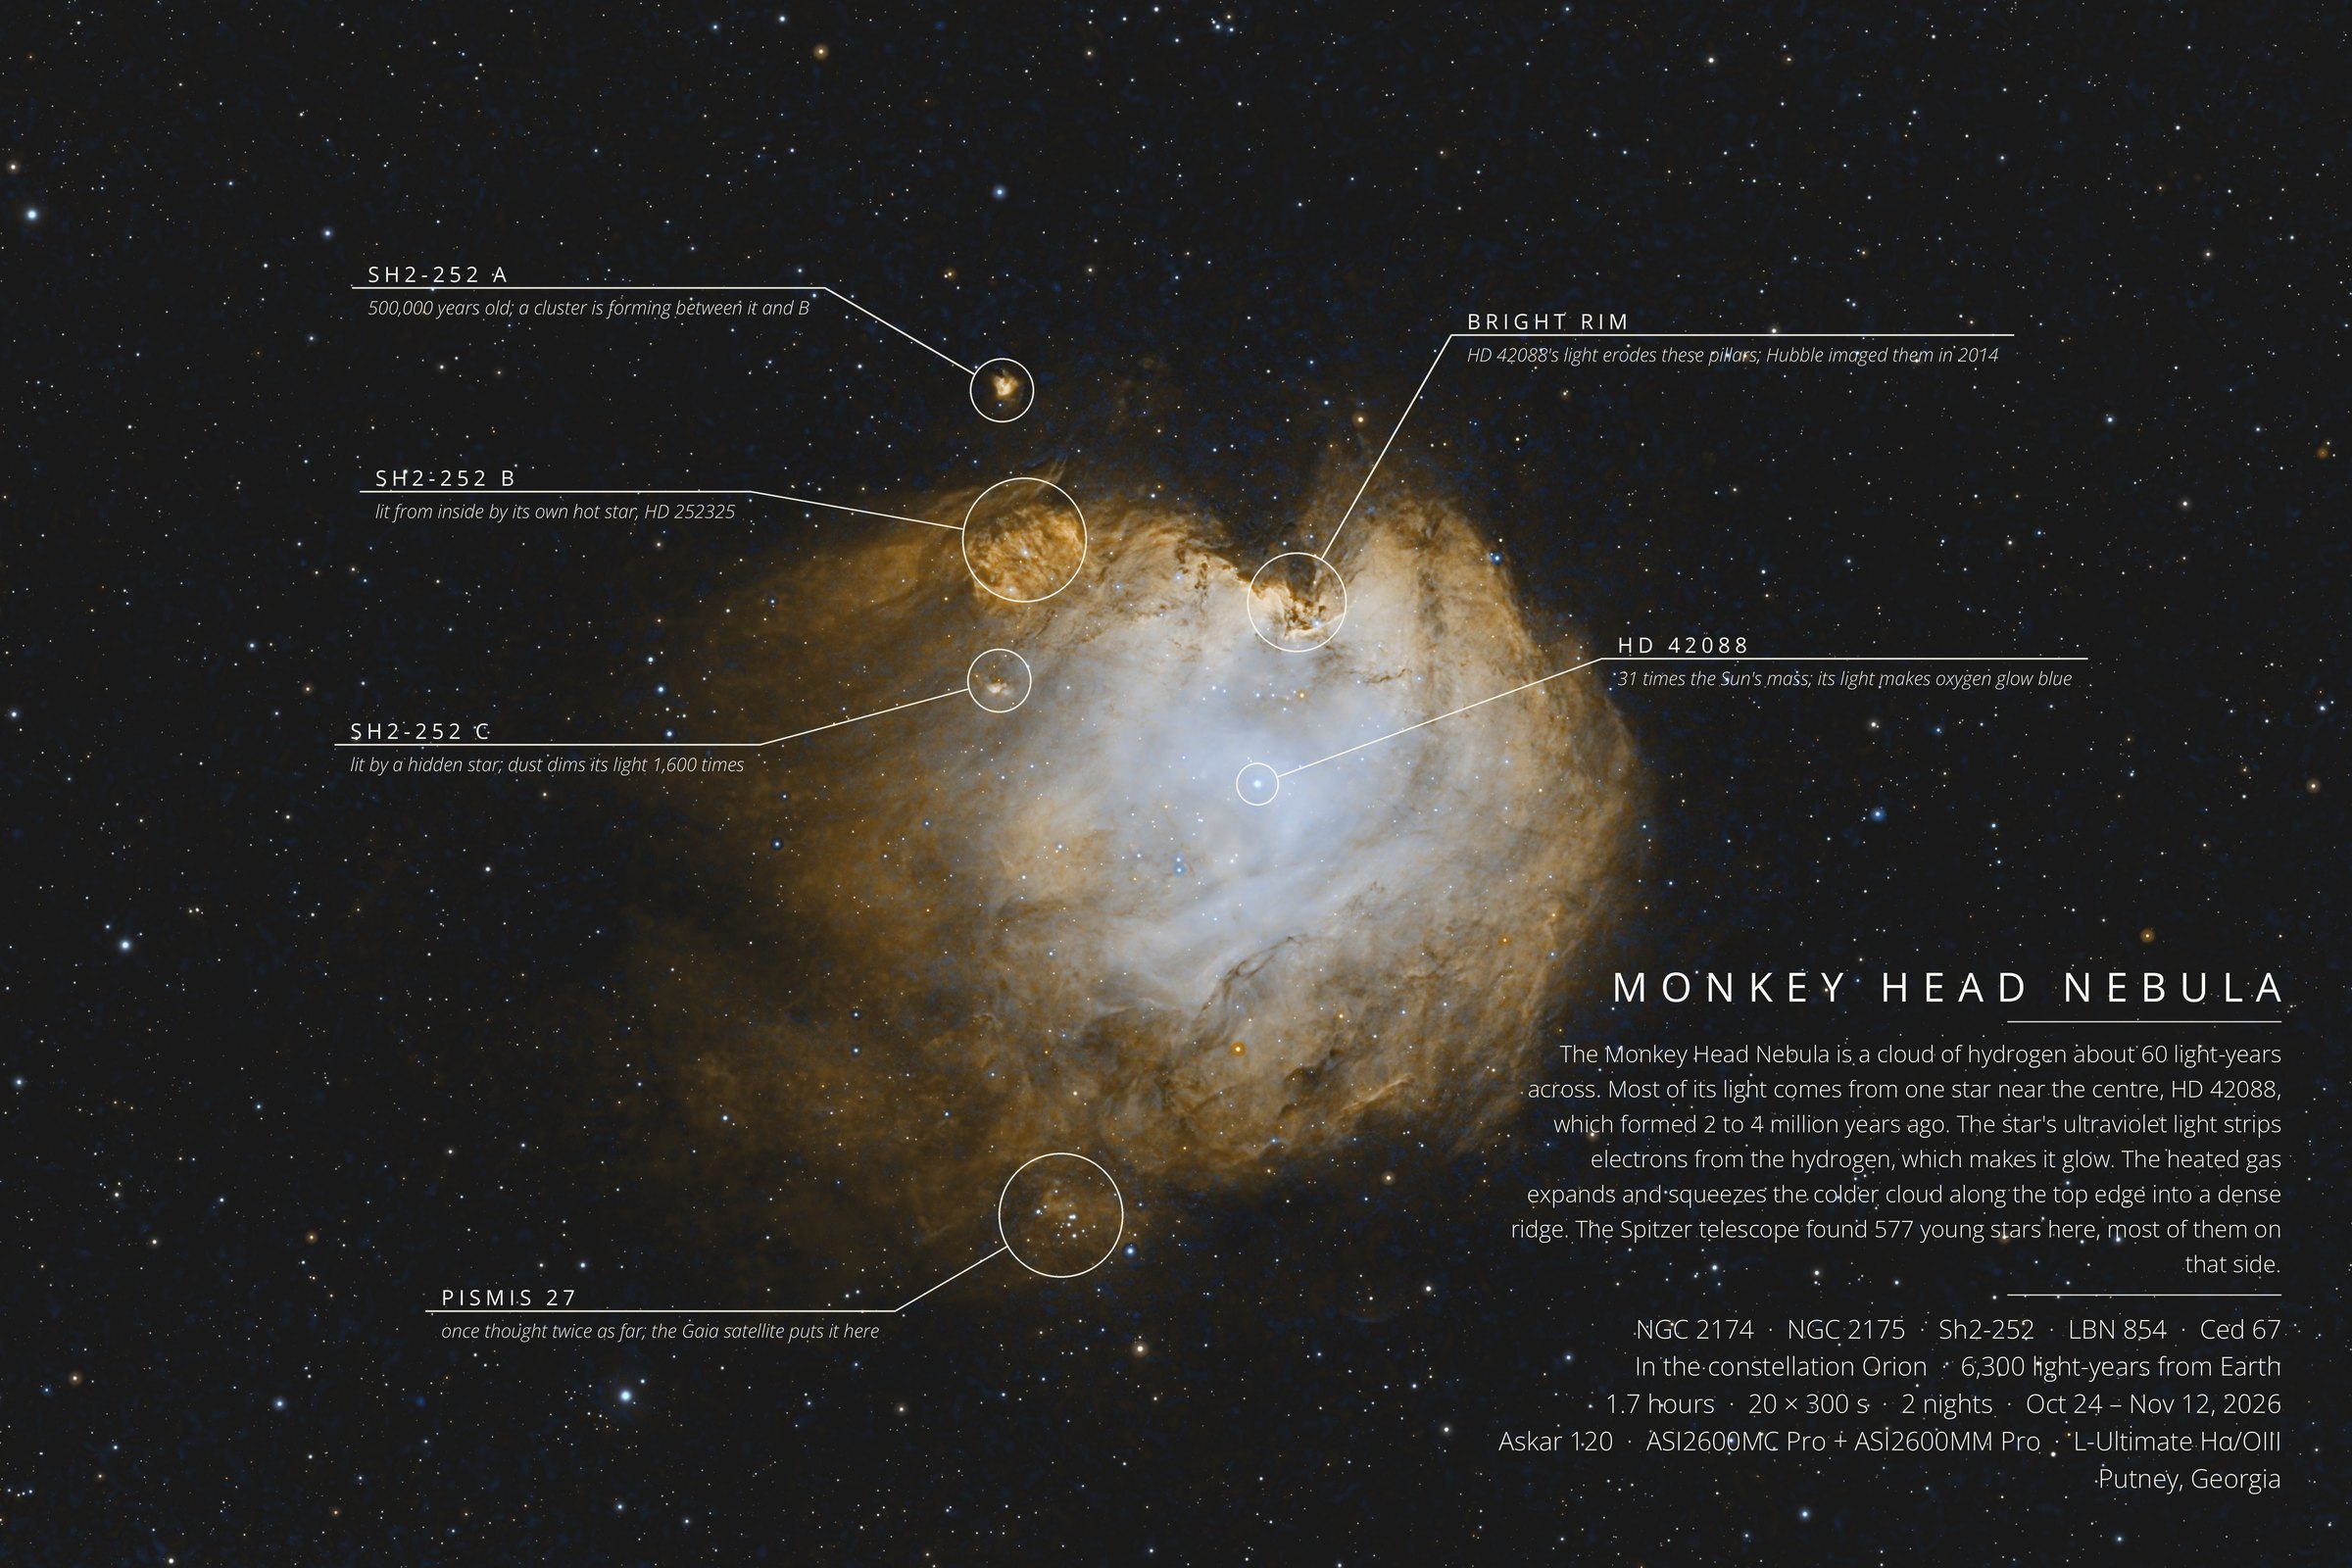 SH2-252 A
500,000 years old; a cluster is forming between it and B
BRIGHT RIM
HD 42088's light erodes these pillars; Hubble imaged them in 2014
SH2-252 B
lit from inside by its own hot star, HD 252325
HD 42088
31 times the Sun's mass; its light makes oxygen glow blue
SH2-252 C
lit by a hidden star; dust dims its light 1,600 times
MONKEY HEAD NEBULA
The Monkey Head Nebula is a cloud of hydrogen about 60 light-years
across. Most of its light comes from one star near the centre, HD 42088,
which formed 2 to 4 million years ago. The star's ultraviolet light strips
electrons from the hydrogen, which makes it glow. The heated gas
expands and squeezes the colder cloud along the top edge into a dense
ridge. The Spitzer telescope found 577 young stars here, most of them on
that side.
PISMIS 27
once thought twice as far; the Gaia satellite puts it here
NGC 2174 · NGC 2175 · Sh2-252 · LBN 854 · Ced 67
In the constellation Orion · 6,300 light-years from Earth
1.7 hours · 20 × 300 s · 2 nights · Oct 24 – Nov 12, 2026
Askar 120 · ASI2600MC Pro + ASI2600MM Pro · L-Ultimate Hα/OIII
Putney, Georgia